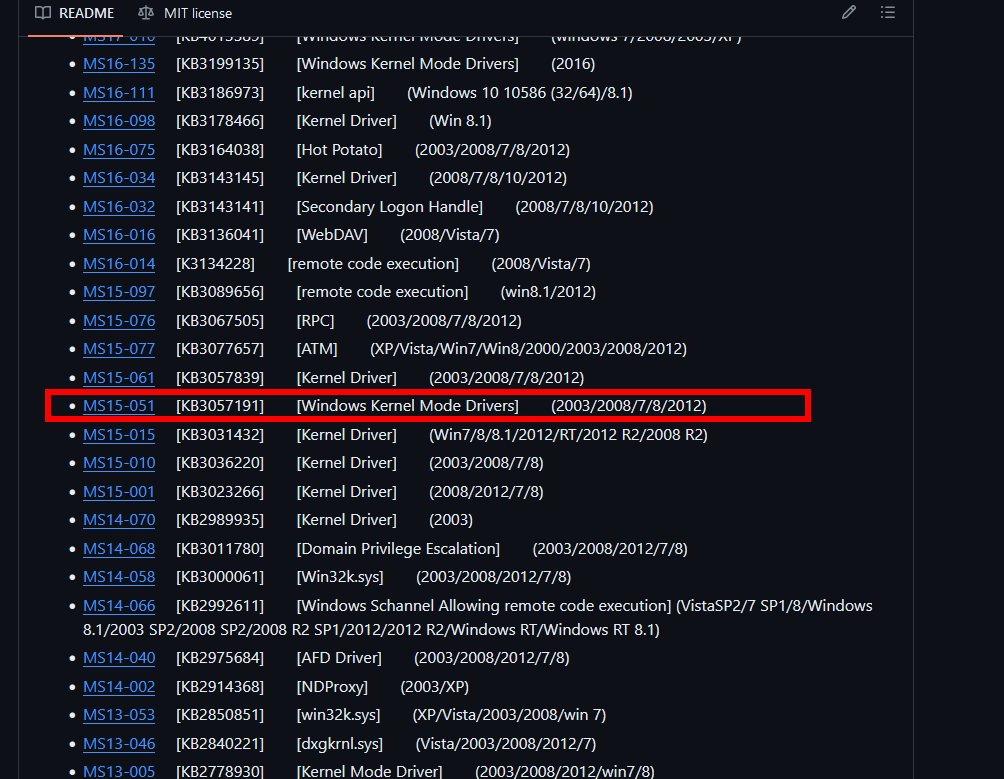 README MIT license
MS17-010 [KB4013389] [Windows Kernel Mode Drivers] (windows 7/2008/2003/XP)
• MS16-135 [KB3199135] [Windows Kernel Mode Drivers] (2016)
• MS16-111 [KB3186973] [kernel api] (Windows 10 10586 (32/64)/8.1)
• MS16-098 [KB3178466] [Kernel Driver] (Win 8.1)
• MS16-075 [KB3164038] [Hot Potato] (2003/2008/7/8/2012)
• MS16-034 [KB3143145] [Kernel Driver] (2008/7/8/10/2012)
• MS16-032 [KB3143141] [Secondary Logon Handle] (2008/7/8/10/2012)
• MS16-016 [KB3136041] [WebDAV] (2008/Vista/7)
• MS16-014 [K3134228] [remote code execution] (2008/Vista/7)
• MS15-097 [KB3089656] [remote code execution] (win8.1/2012)
• MS15-076 [KB3067505] [RPC] (2003/2008/7/8/2012)
• MS15-077 [KB3077657] [ATM] (XP/Vista/Win7/Win8/2000/2003/2008/2012)
• MS15-061 [KB3057839] [Kernel Driver] (2003/2008/7/8/2012)
• MS15-051 [KB3057191] [Windows Kernel Mode Drivers] (2003/2008/7/8/2012)
• MS15-015 [KB3031432] [Kernel Driver] (Win7/8/8.1/2012/RT/2012 R2/2008 R2)
• MS15-010 [KB3036220] [Kernel Driver] (2003/2008/7/8)
• MS15-001 [KB3023266] [Kernel Driver] (2008/2012/7/8)
• MS14-070 [KB2989935] [Kernel Driver] (2003)
• MS14-068 [KB3011780] [Domain Privilege Escalation] (2003/2008/2012/7/8)
• MS14-058 [KB3000061] [Win32k.sys] (2003/2008/2012/7/8)
• MS14-066 [KB2992611] [Windows Schannel Allowing remote code execution] (VistaSP2/7 SP1/8/Windows
8.1/2003 SP2/2008 SP2/2008 R2 SP1/2012/2012 R2/Windows RT/Windows RT 8.1)
• MS14-040 [KB2975684] [AFD Driver] (2003/2008/2012/7/8)
• MS14-002 [KB2914368] [NDProxy] (2003/XP)
• MS13-053 [KB2850851] [win32k.sys] (XP/Vista/2003/2008/win 7)
• MS13-046 [KB2840221] [dxgkrnl.sys] (Vista/2003/2008/2012/7)
• MS13-005 [KB2778930] [Kernel Mode Driver] (2003/2008/2012/win7/8)